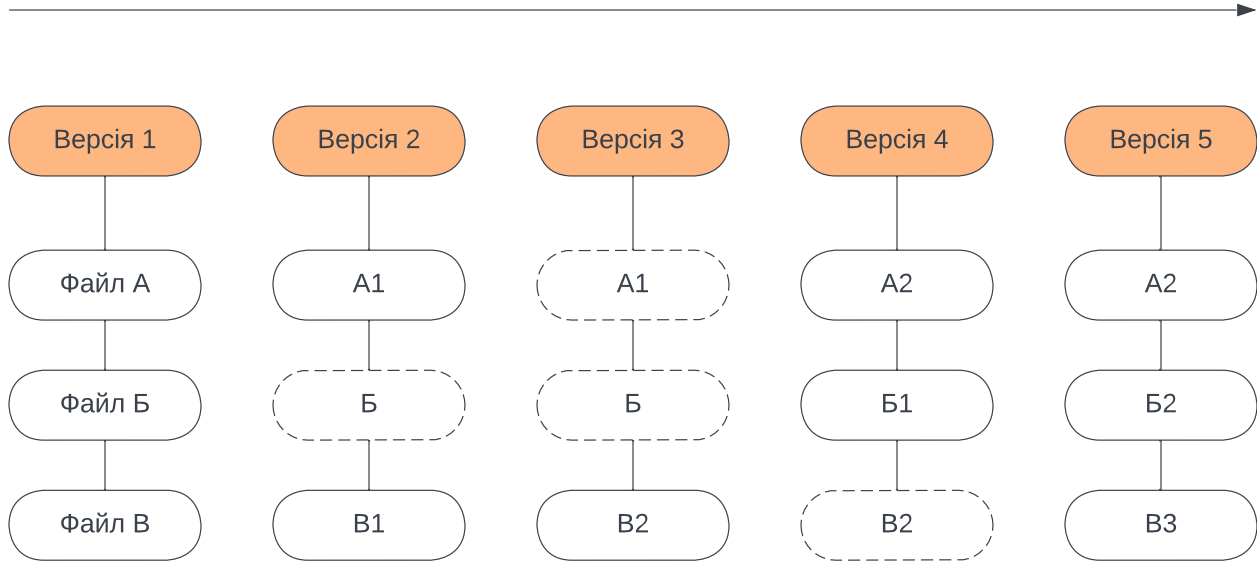 Версія 1
Версія 2
Версія 3
Версія 4
Версія 5
Файл А
А1
А1
А2
А2
Файл Б
Б
Б
Б1
Б2
Файл В
В1
В2
В2
В3